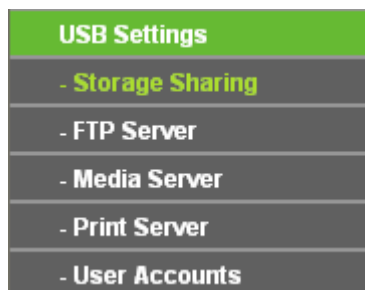 USB Settings
- Storage Sharing
- FTP Server
- Media Server
- Print Server
- User Accounts